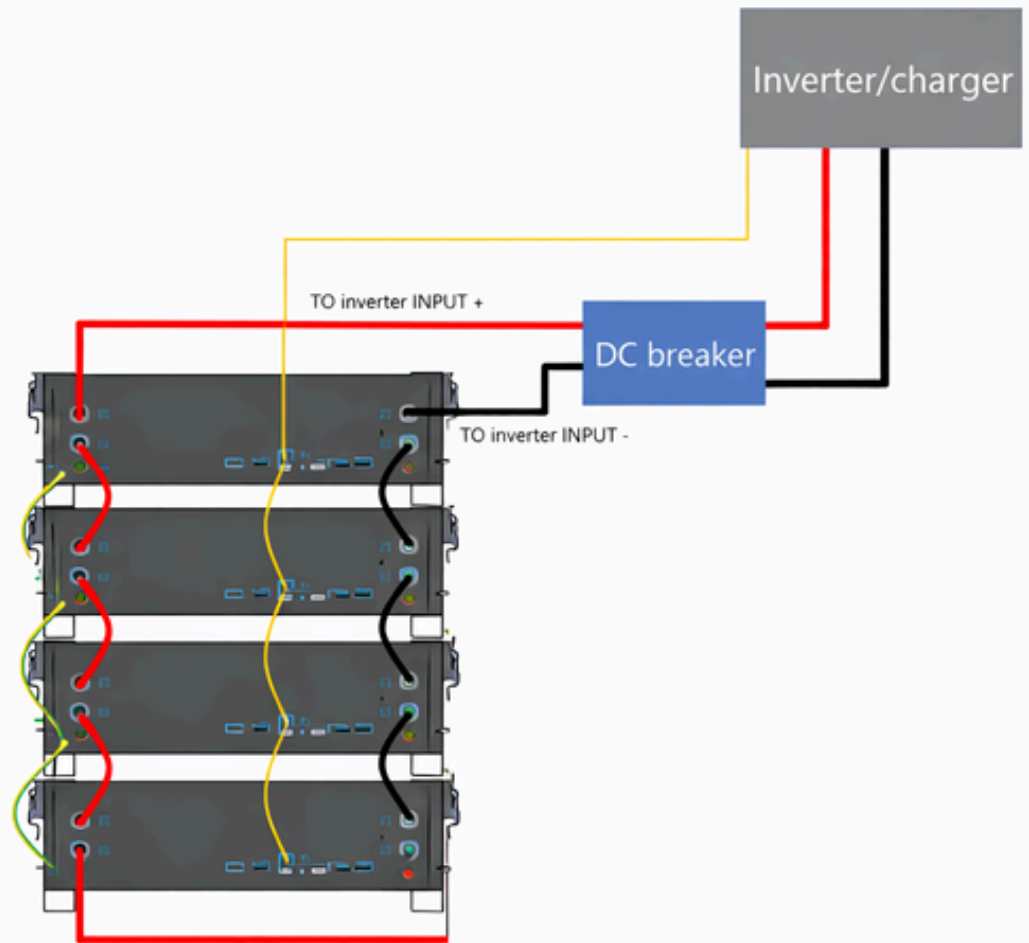 Inverter/charger
TO inverter INPUT +
DC breaker
TO inverter INPUT -